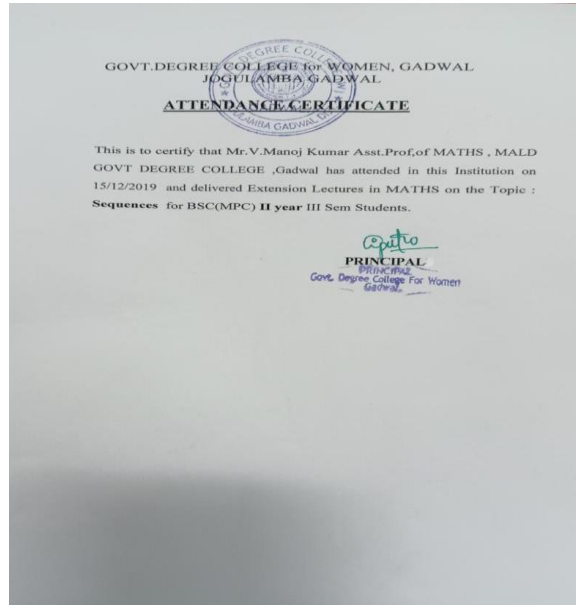 GOVT.DEGREE COLLEGE for WOMEN, GADWAL
JOGULAMBA GADWAL
ATTENDANCE CERTIFICATE
This is to certify that Mr.V.Manoj Kumar Asst.Prof,of MATHS , MALD
GOVT DEGREE COLLEGE ,Gadwal has attended in this Institution on
15/12/2019 and delivered Extension Lectures in MATHS on the Topic :
Sequences for BSC(MPC) II year III Sem Students.
PRINCIPAL
PRINCIPAL
Govt. Degree College For Women
Gadwal.